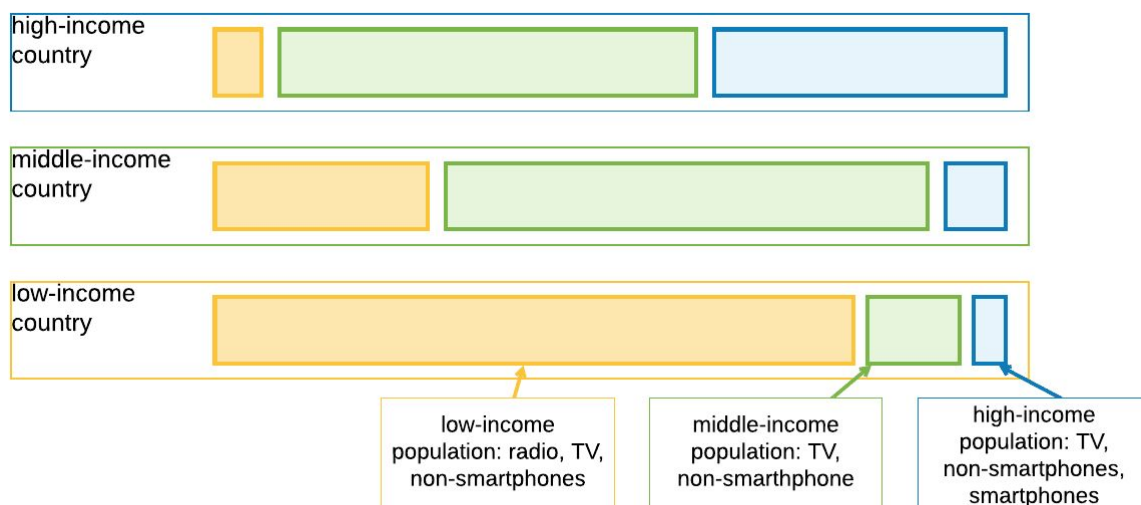 high-income
country
middle-income
country
low-income
country
low-income
population: radio, TV,
non-smartphones
middle-income
population: TV,
non-smarthphone
high-income
population: TV,
non-smartphones,
smartphones